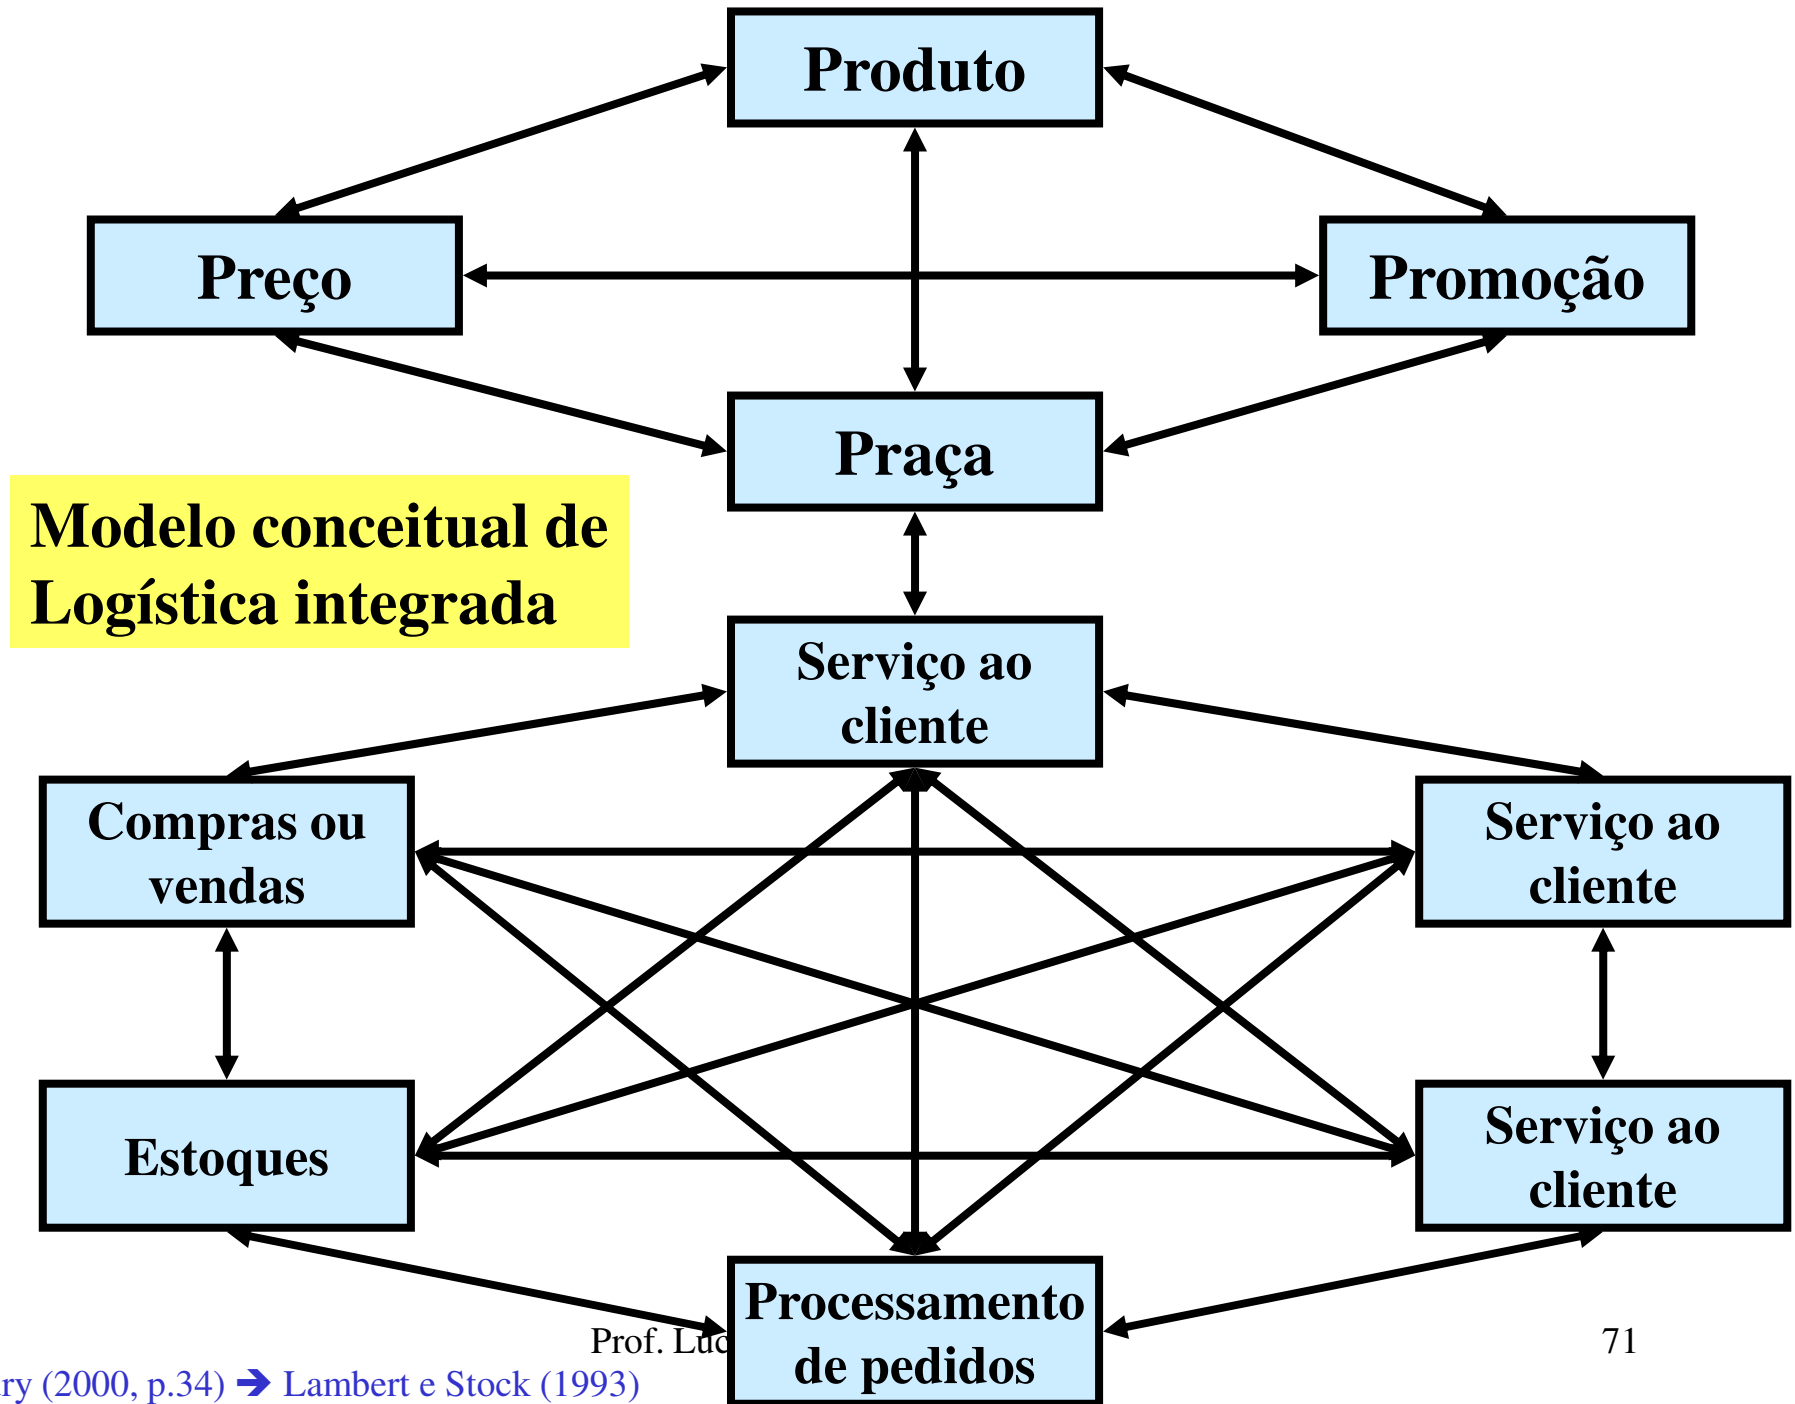 Produto
Preço
Promoção
Praça
Modelo conceitual de
Logística integrada
Serviço ao
cliente
Compras ou
vendas
Serviço ao
cliente
Estoques
Serviço ao
cliente
Processamento
de pedidos
Prof.
71
(2000, p.34) ➔ Lambert e Stock (1993)